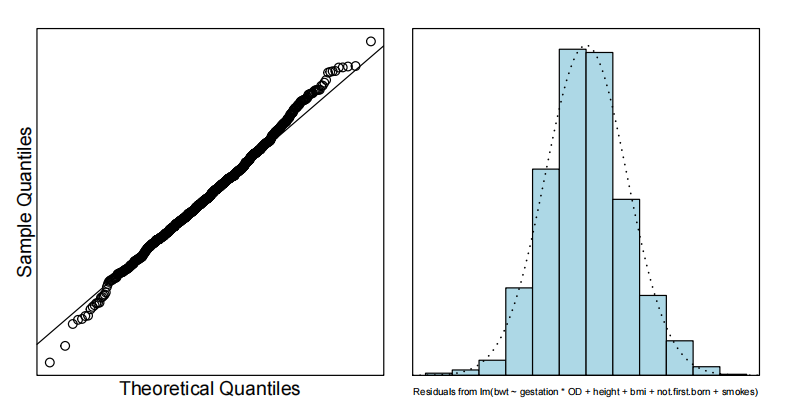 Sample Quantiles
Theoretical Quantiles
Residuals from lm(bwt ~ gestation * OD + height + bmi + not.first.born + smokes)